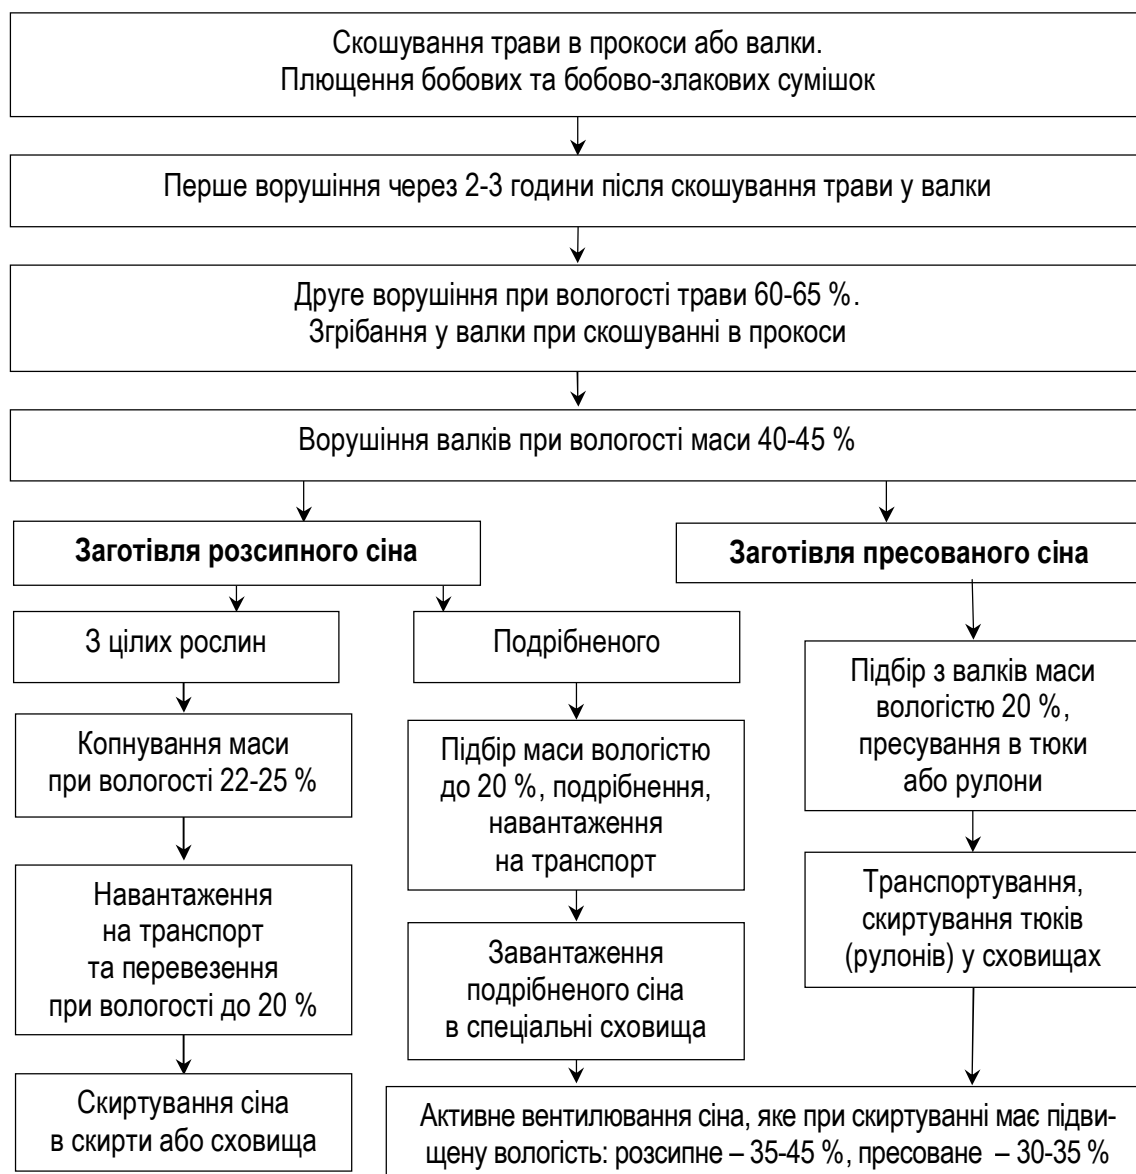 Скошування трави в прокоси або валки.
Плющення бобових та бобово-злакових сумішок
Перше ворушіння через 2-3 години після скошування трави у валки
Друге ворушіння при вологості трави 60-65 %.
Згрібання у валки при скошуванні в прокоси
Ворушіння валків при вологості маси 40-45 %
Заготівля розсипного сіна
Заготівля пресованого сіна
З цілих рослин
Подрібненого
Копнування маси
при вологості 22-25 %
Навантаження
на транспорт
та перевезення
при вологості до 20 %
Скиртування сіна
в скирти або сховища
Підбір маси вологістю
до 20 %, подрібнення,
навантаження
на транспорт
Завантаження
подрібненого сіна
в спеціальні сховища
Підбір з валків маси
вологістю 20 %,
пресування в тюки
або рулони
Транспортування,
скиртування тюків
(рулонів) у сховищах
Активне вентилювання сіна, яке при скиртуванні має підви-
щену вологість: розсипне – 35-45 %, пресоване – 30-35 %